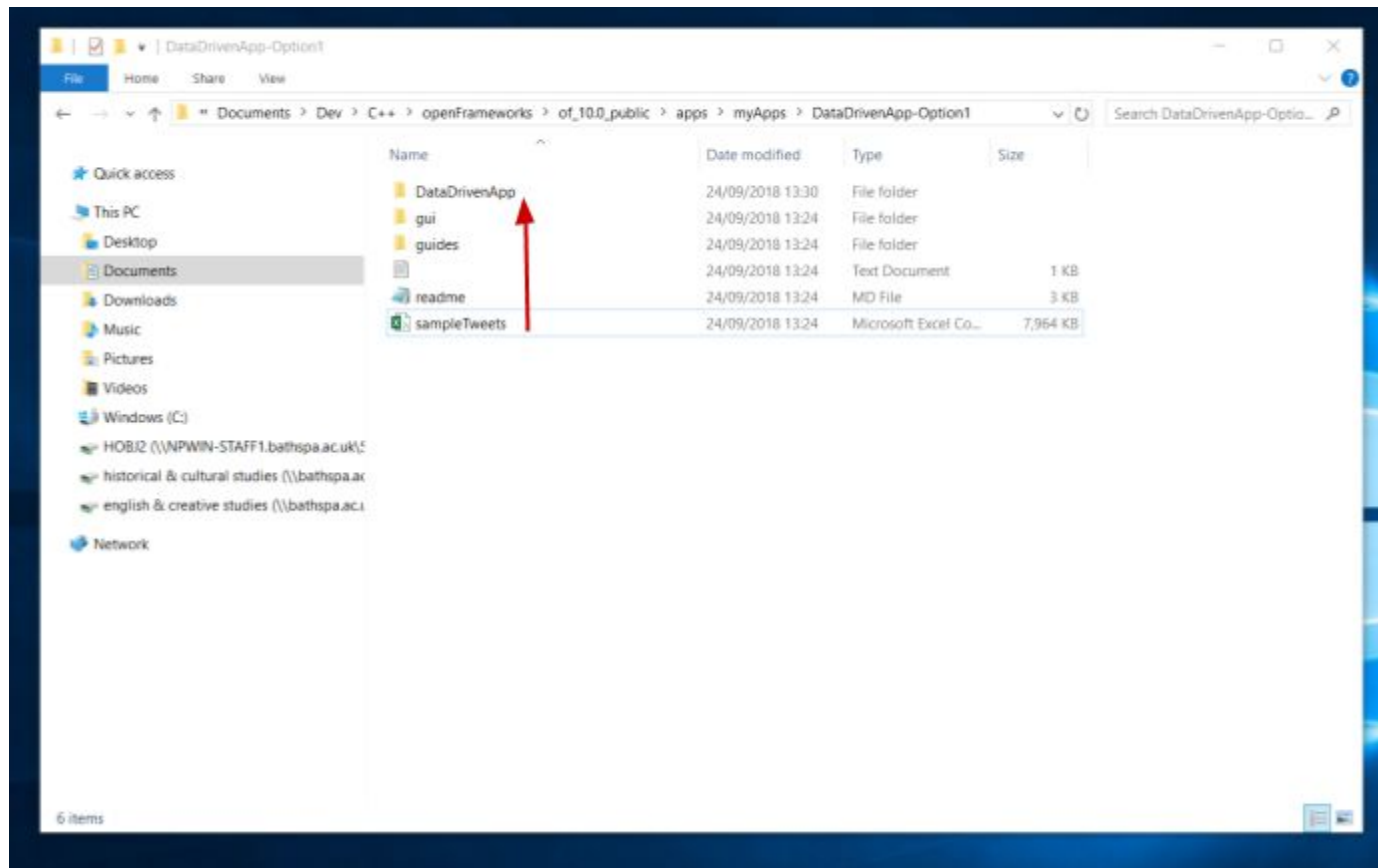 DataDrivenApp-Option1
File Home Share View
Documents > Dev > C++ > openFrameworks > of_10.0_public > apps > myApps > DataDrivenApp-Option1
Search DataDrivenApp-Optio...
Name Date modified Type Size
Quick access
This PC
Desktop
Documents
Downloads
Music
Pictures
Videos
Windows (C:)
HOBJ2 (\\NPWIN-STAFF1.bathspa.ac.uk\
historical & cultural studies (\\bathspa.ac
english & creative studies (\\bathspa.ac.
Network
DataDrivenApp 24/09/2018 13:30 File folder
gui 24/09/2018 13:24 File folder
guides 24/09/2018 13:24 File folder
24/09/2018 13:24 Text Document 1 KB
readme 24/09/2018 13:24 MD File 3 KB
sampleTweets 24/09/2018 13:24 Microsoft Excel Co... 7,964 KB
6 items